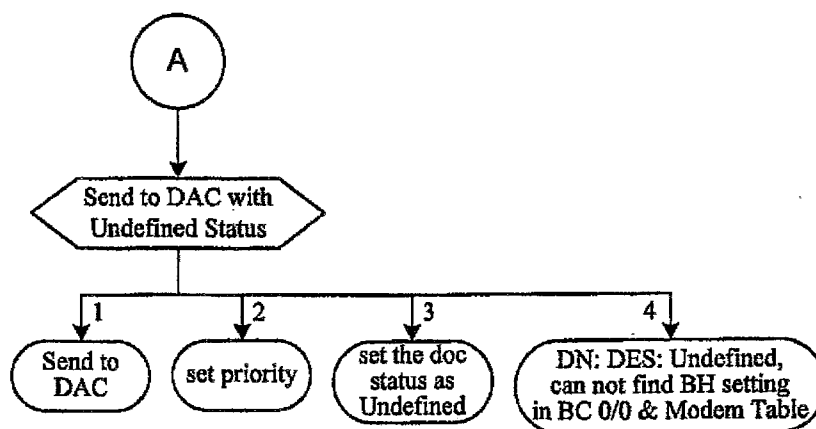 A
Send to DAC with
Undefined Status
1
2
3
4
Send to
DAC
set priority
set the doc
status as
Undefined
DN: DES: Undefined,
can not find BH setting
in BC 0/0 & Modem Table